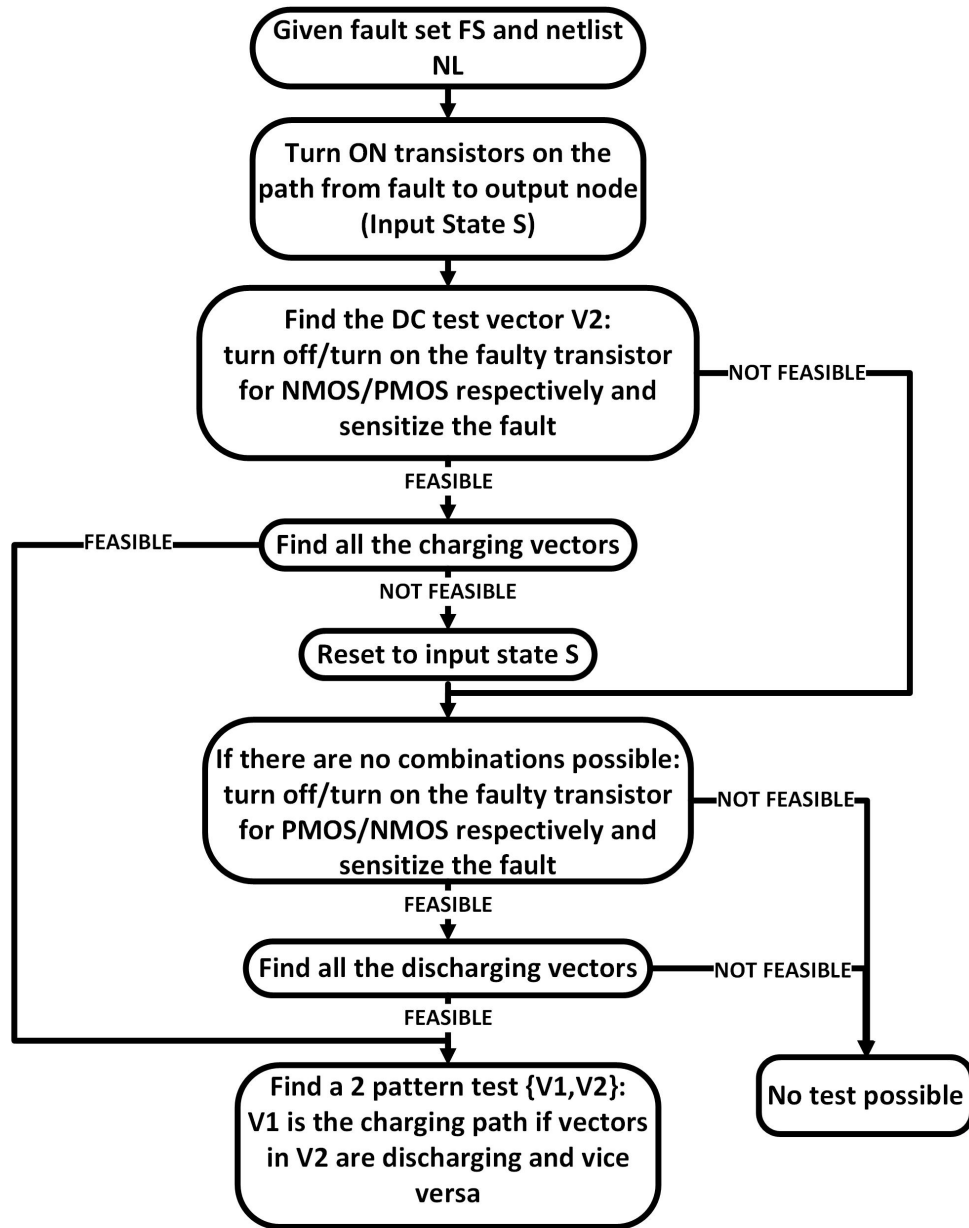 Given fault set FS and netlist
NL
Turn ON transistors on the
path from fault to output node
(Input State S)
Find the DC test vector V2:
turn off/turn on the faulty transistor
for NMOS/PMOS respectively and
sensitize the fault
NOT FEASIBLE
FEASIBLE
FEASIBLE
Find all the charging vectors
NOT FEASIBLE
Reset to input state S
If there are no combinations possible:
turn off/turn on the faulty transistor
for PMOS/NMOS respectively and
sensitize the fault
NOT FEASIBLE
FEASIBLE
Find all the discharging vectors
NOT FEASIBLE
FEASIBLE
Find a 2 pattern test {V1,V2}:
V1 is the charging path if vectors
in V2 are discharging and vice
versa
No test possible